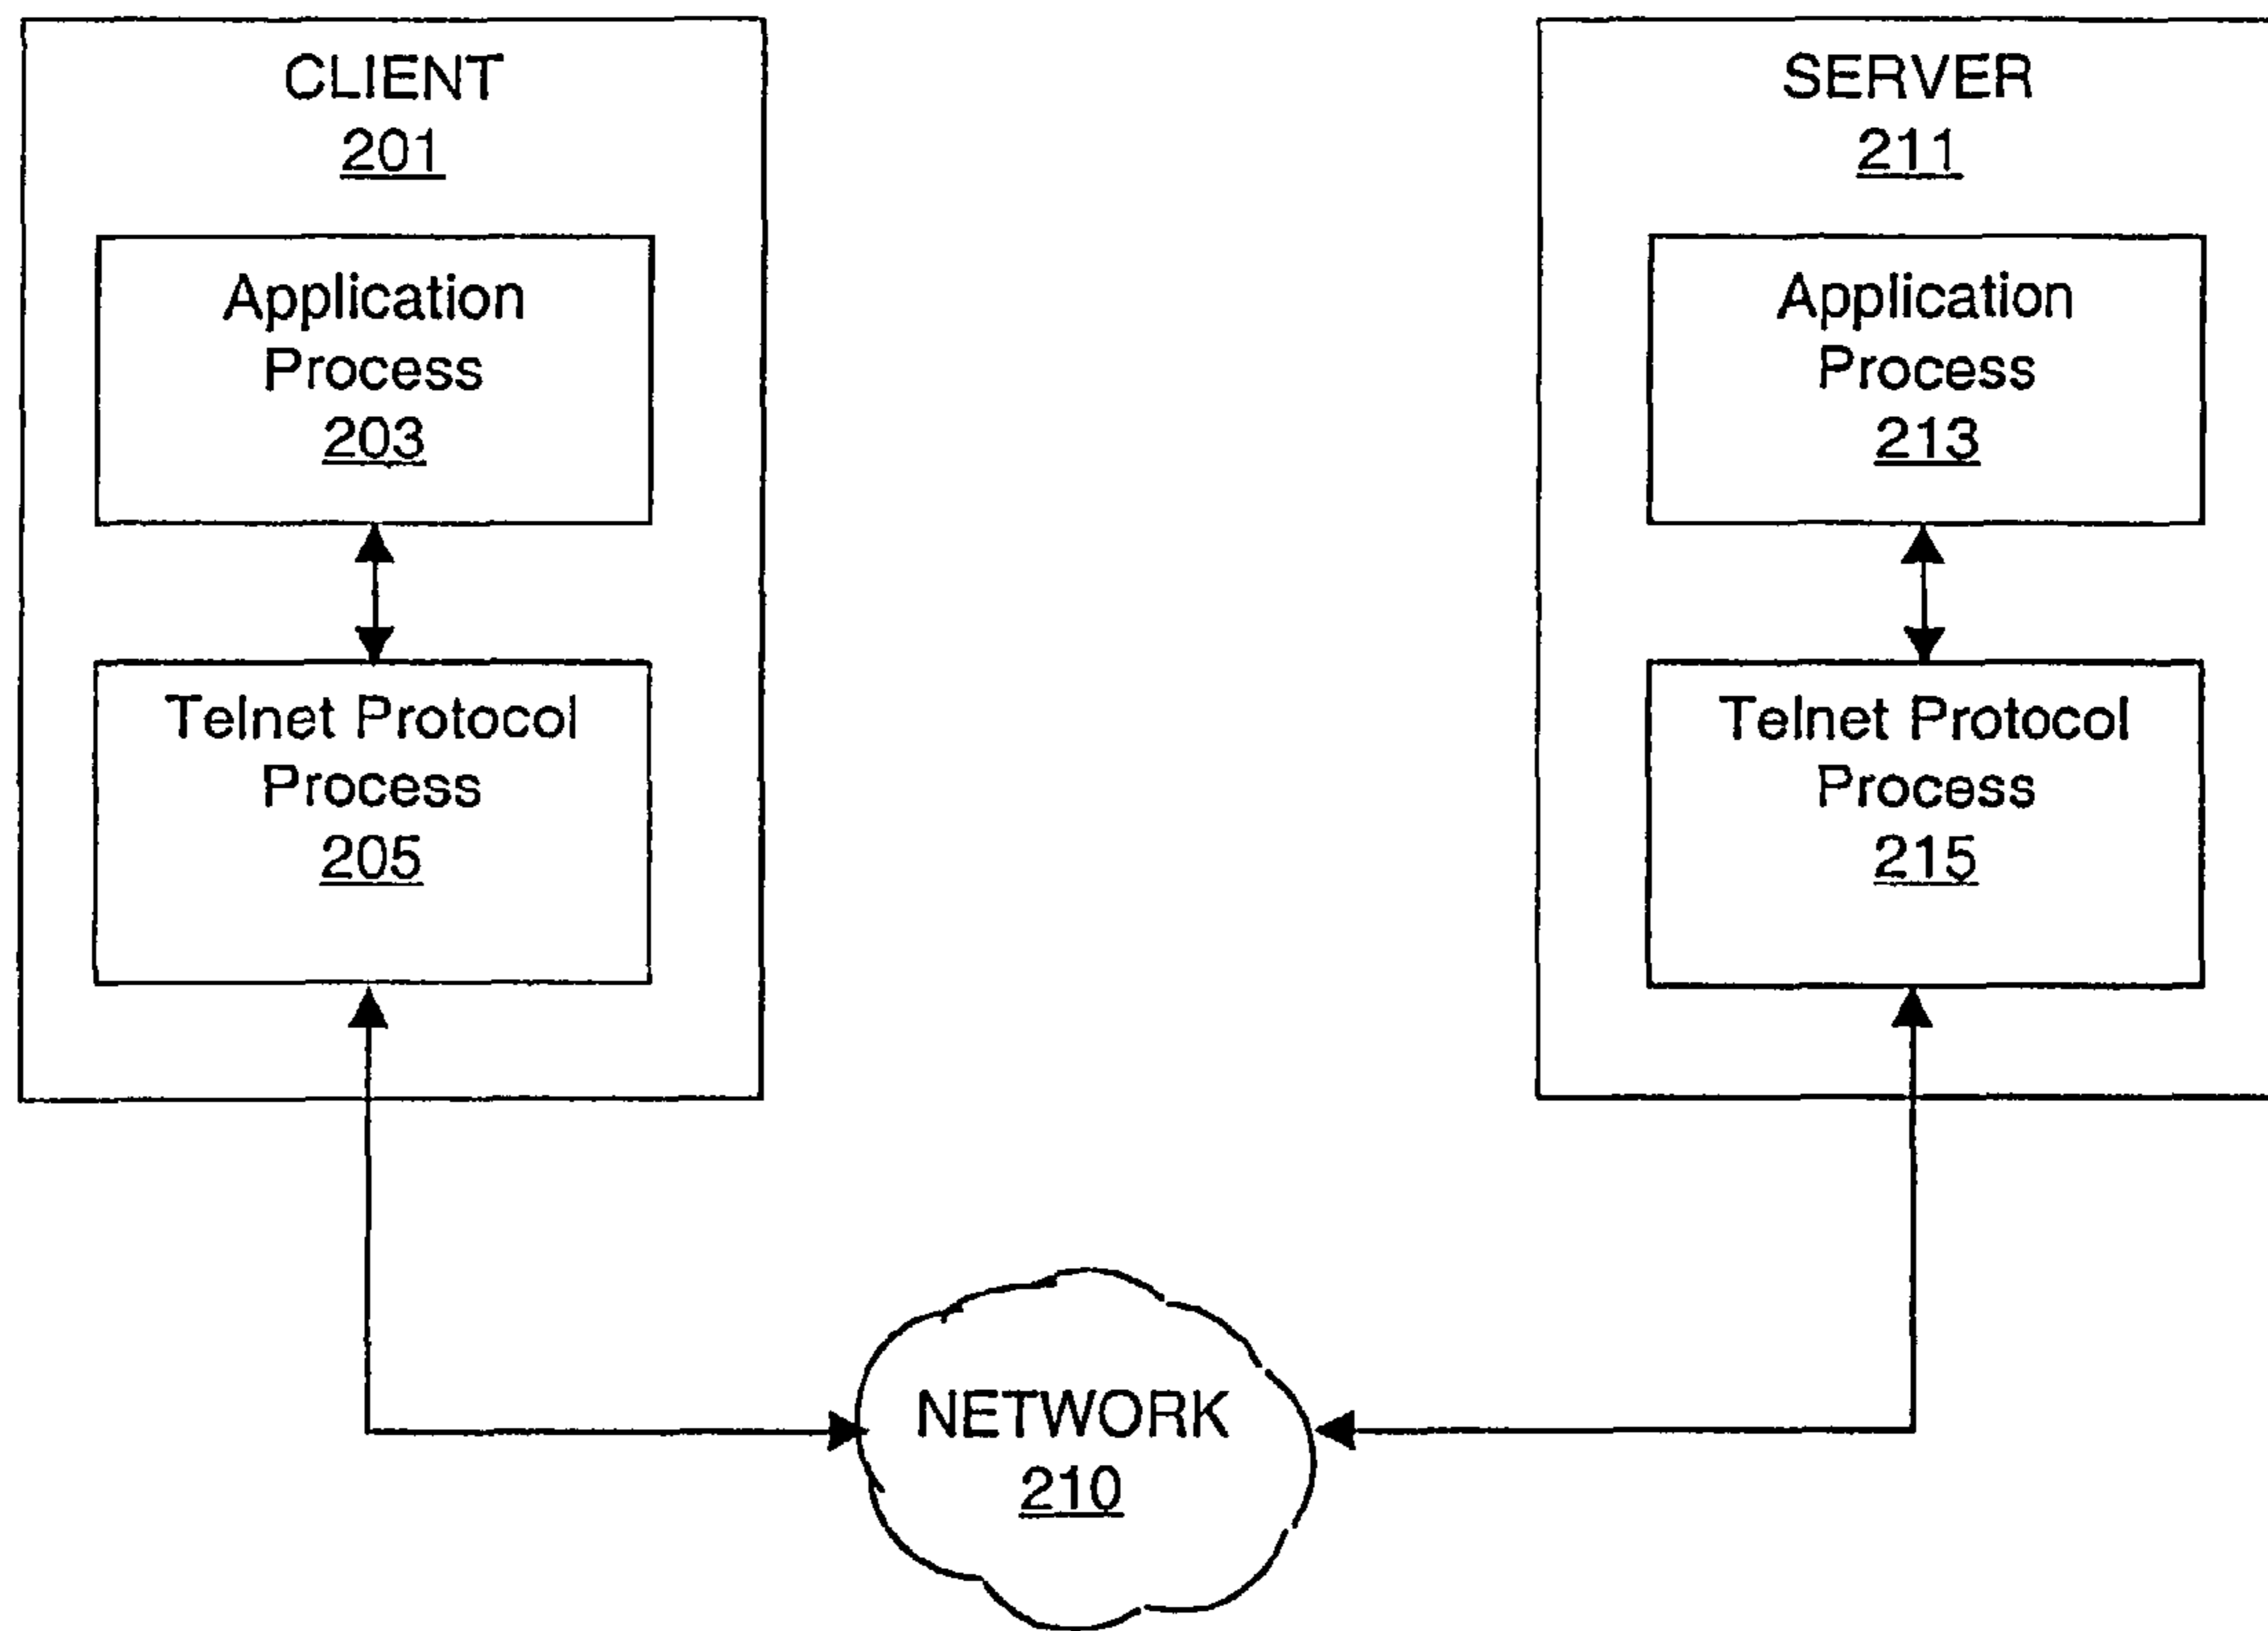 CLIENT
201
Application
Process
203
Telnet Protocol
Process
205
SERVER
211
Application
Process
213
Telnet Protocol
Process
215
NETWORK
210